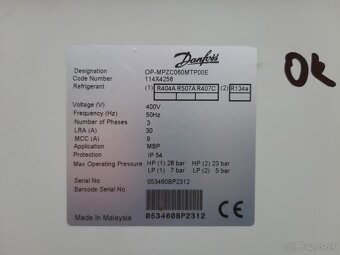 Danfoss
OK
Designation OP-MPZC060MTP00E
Code Number 114X4256
Refrigerant (1) R404A R507A R407C (2) R134a
Voltage (V) 400V
Frequency (Hz) 50Hz
Number of Phases 3
LRA (A) 30
MCC (A) 9
Application MBP
Protection IP 54
Max Operating Pressure HP (1) 28 bar HP (2) 23 bar
LP (1) 7 bar LP (2) 5 bar
Serial No. 053460BP2312
Barcode Serial No.
Made In Malaysia 053460BP2312 CE
bazos.sk